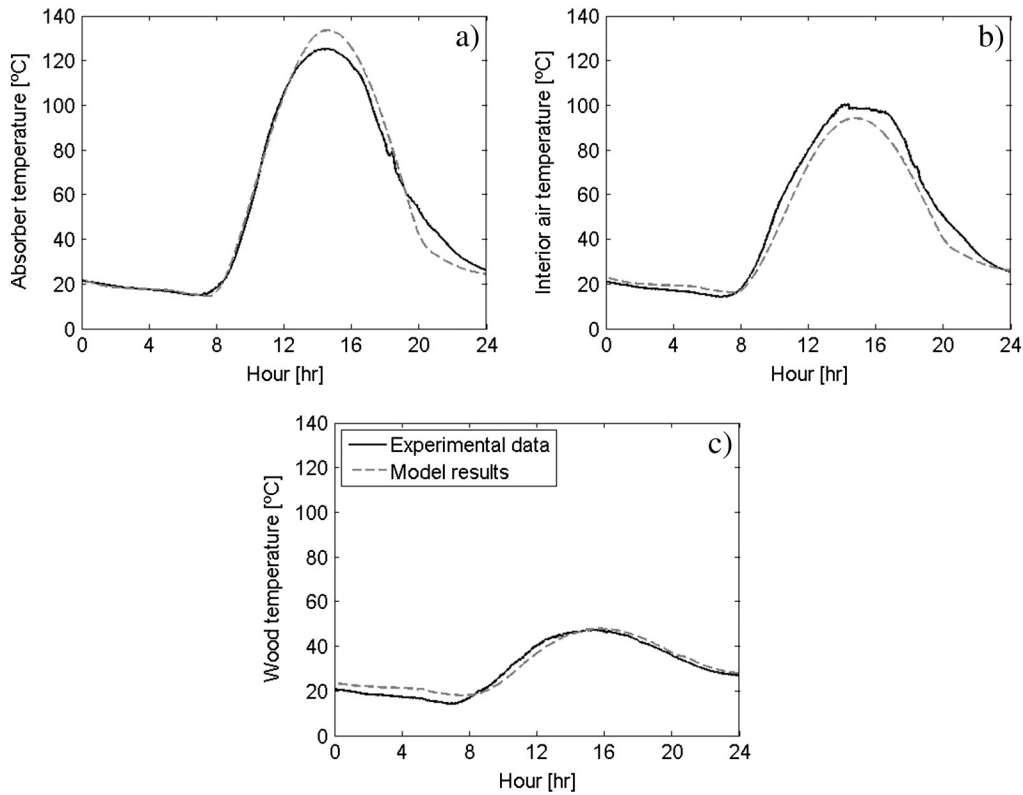 a)
Absorber temperature [ºC]
140
120
100
80
60
40
20
0
0 4 8 12 16 20 24
Hour [hr]
b)
Interior air temperature [ºC]
140
120
100
80
60
40
20
0
0 4 8 12 16 20 24
Hour [hr]
c)
Experimental data
Model results
Wood temperature [ºC]
140
120
100
80
60
40
20
0
0 4 8 12 16 20 24
Hour [hr]